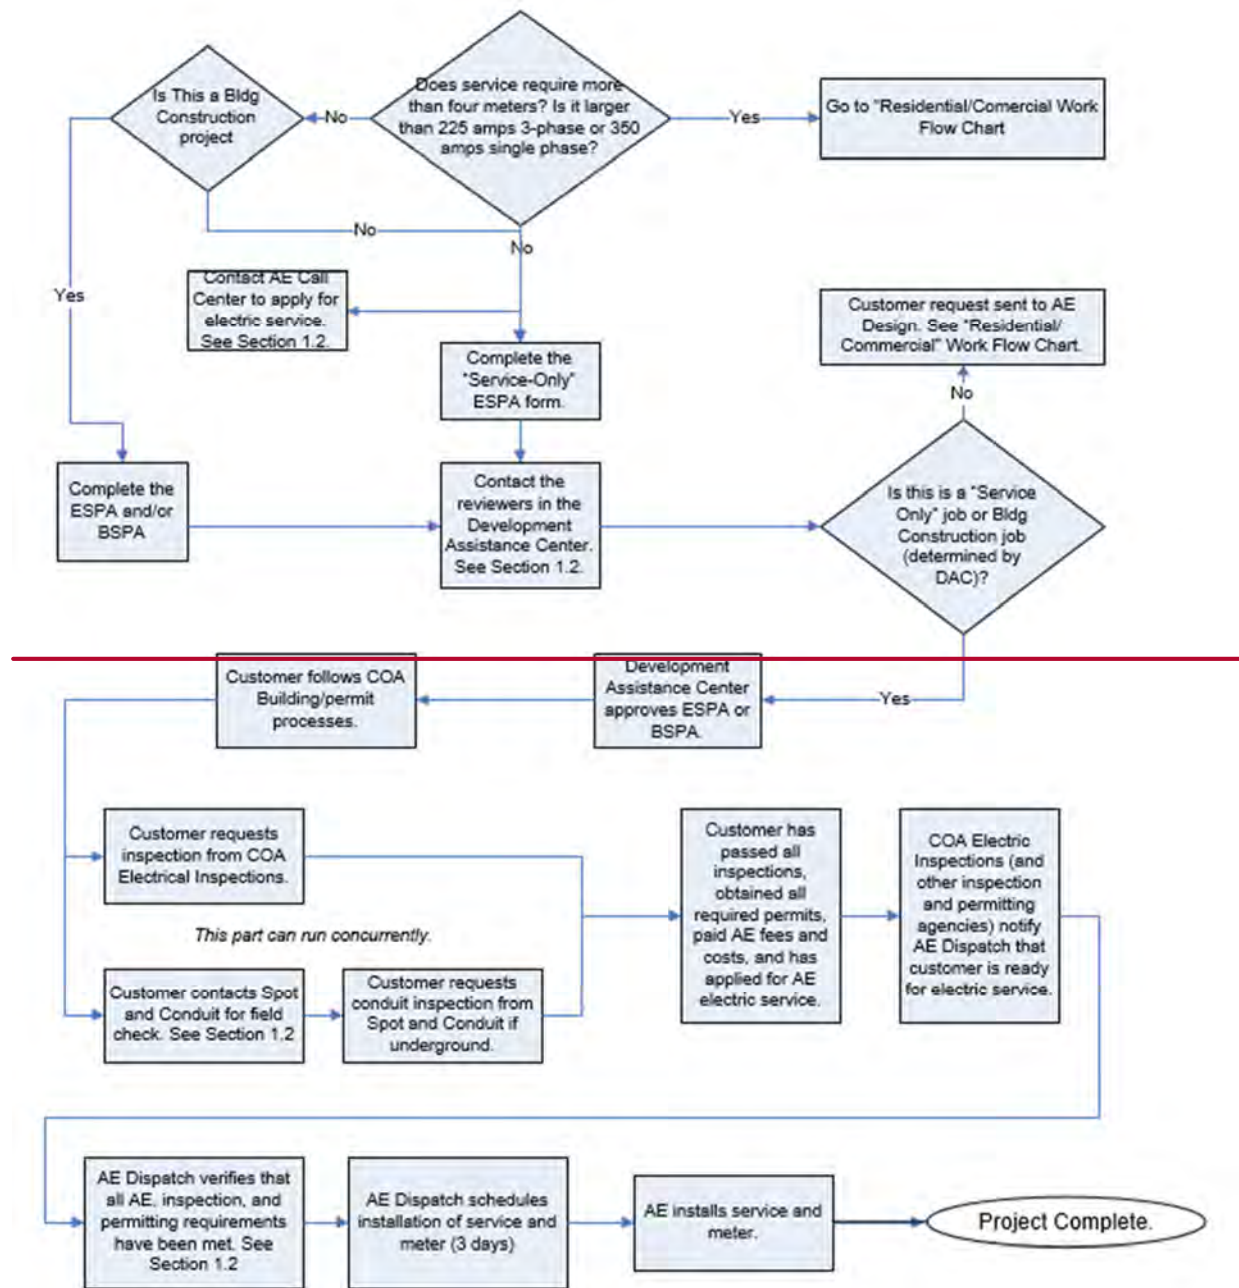 Does service require more
than four meters? Is it larger
than 225 amps 3-phase or 350
amps single phase?
Yes
Go to "Residential/Comercial Work
Flow Chart
No
Is This a Bldg
Construction
project
No
No
Yes
Contact AE Call
Center to apply for
electric service.
See Section 1.2.
Complete the
"Service-Only"
ESPA form.
Customer request sent to AE
Design. See "Residential/
Commercial" Work Flow Chart.
No
Complete the
ESPA and/or
BSPA
Contact the
reviewers in the
Development
Assistance Center.
See Section 1.2.
Is this is a "Service
Only" job or Bldg
Construction job
(determined by
DAC)?
Yes
Development
Assistance Center
approves ESPA or
BSPA.
Customer follows COA
Building/permit
processes.
Customer requests
inspection from COA
Electrical Inspections.
This part can run concurrently.
Customer contacts Spot
and Conduit for field
check. See Section 1.2
Customer requests
conduit inspection from
Spot and Conduit if
underground.
Customer has
passed all
inspections,
obtained all
required permits,
paid AE fees and
costs, and has
applied for AE
electric service.
COA Electric
Inspections (and
other inspection
and permitting
agencies) notify
AE Dispatch that
customer is ready
for electric service.
AE Dispatch verifies that
all AE, inspection, and
permitting requirements
have been met. See
Section 1.2
AE Dispatch schedules
installation of service and
meter (3 days)
AE installs service and
meter.
Project Complete.